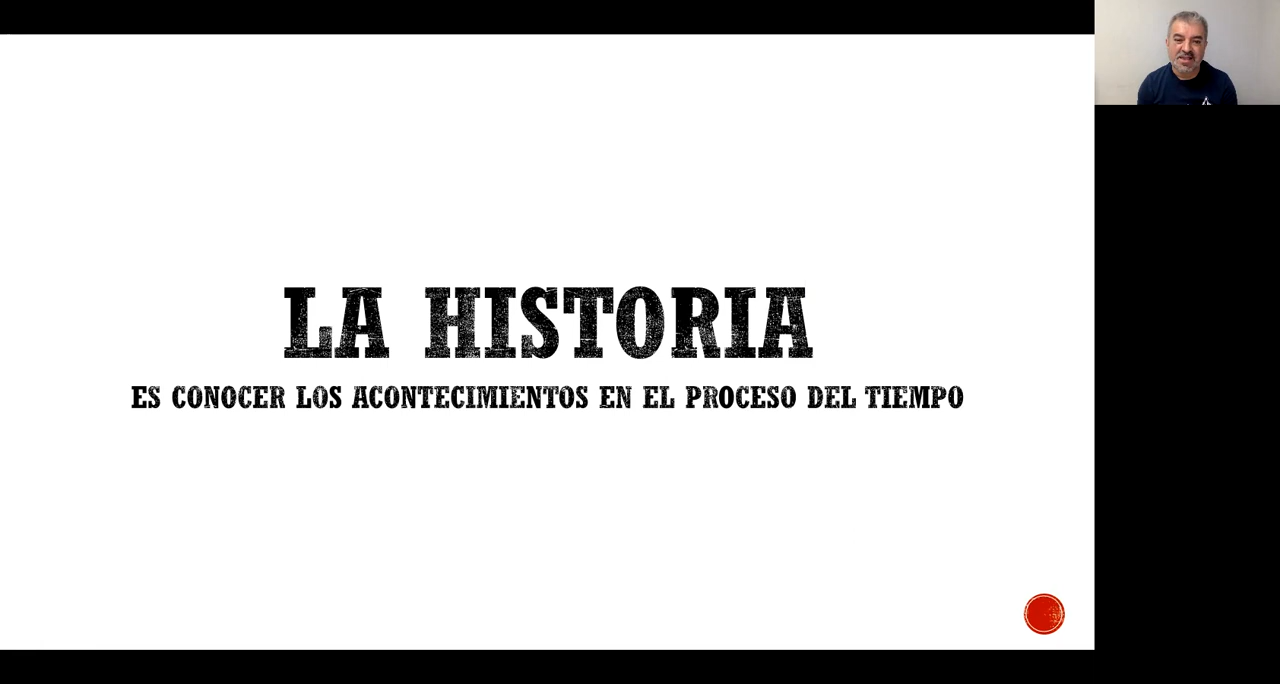 LA HISTORIA
ES CONOCER LOS ACONTECIMIENTOS EN EL PROCESO DEL TIEMPO